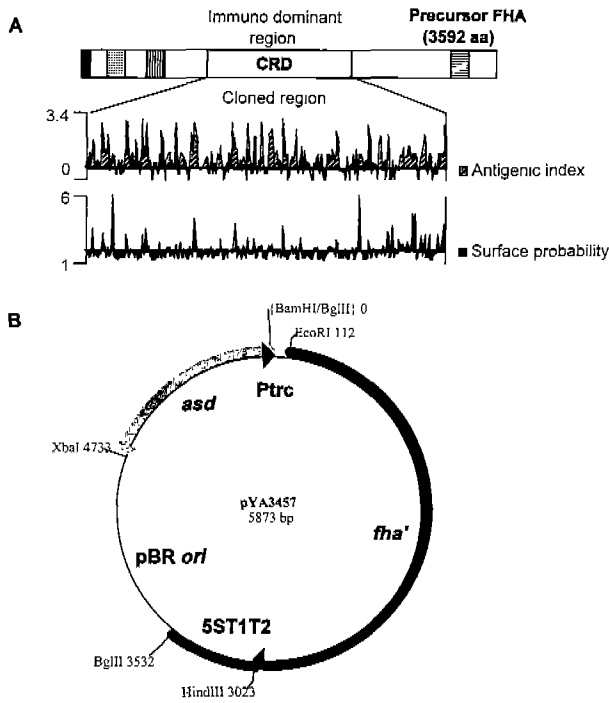 A
Immuno dominant
region
Precursor FHA
(3592 aa)
CRD
Cloned region
3.4
0
Antigenic index
6
1
Surface probability
B
{BamHI/BglII} 0
EcoRI 112
Ptrc
asd
XbaI 4733
pYA3457
5873 bp
fha'
pBR ori
5ST1T2
BglII 3532
HindIII 3023